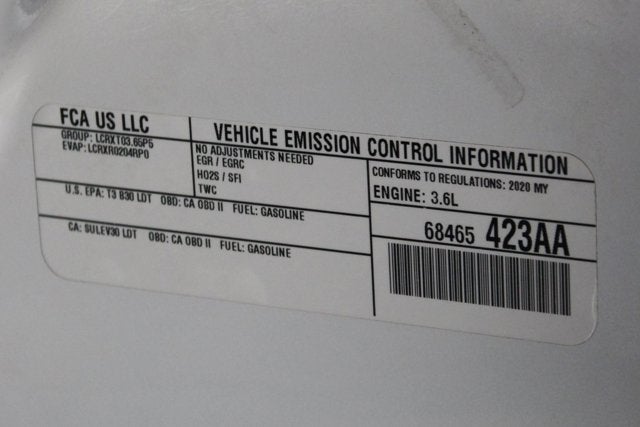 FCA US LLC
GROUP: LCRXT03.65P5
EVAP: LCRXR0204RP0
VEHICLE EMISSION CONTROL INFORMATION
NO ADJUSTMENTS NEEDED
EGR / EGRC
HO2S / SFI
TWC
CONFORMS TO REGULATIONS: 2020 MY
ENGINE: 3.6L
U.S. EPA: T3 B30 LDT OBD: CA OBD II FUEL: GASOLINE
CA: SULEV30 LDT OBD: CA OBD II FUEL: GASOLINE
68465 423AA